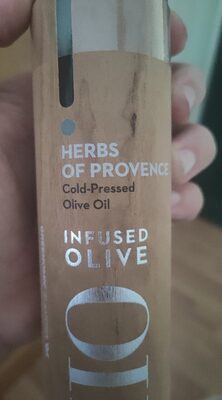 HERBS
OF PROVENCE
Cold-Pressed
Olive Oil
INFUSED
OLIVE